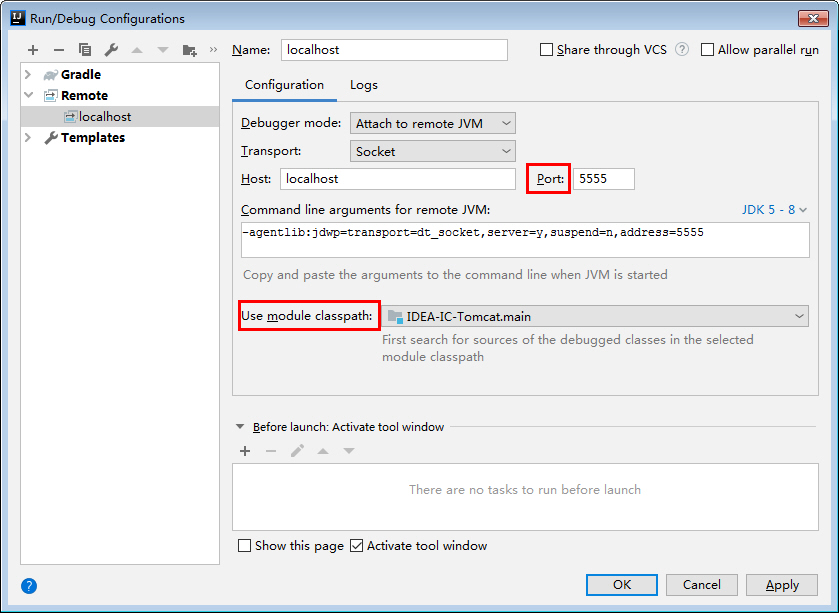 Run/Debug Configurations
Name: localhost
Share through VCS ?
Allow parallel run
Gradle
Remote
localhost
Templates
Configuration Logs
Debugger mode: Attach to remote JVM
Transport: Socket
Host: localhost Port: 5555
Command line arguments for remote JVM: JDK 5 - 8
-agentlib:jdwp=transport=dt_socket,server=y,suspend=n,address=5555
Copy and paste the arguments to the command line when JVM is started
Use module classpath: IDEA-IC-Tomcat.main
First search for sources of the debugged classes in the selected
module classpath
Before launch: Activate tool window
There are no tasks to run before launch
Show this page Activate tool window
? OK Cancel Apply